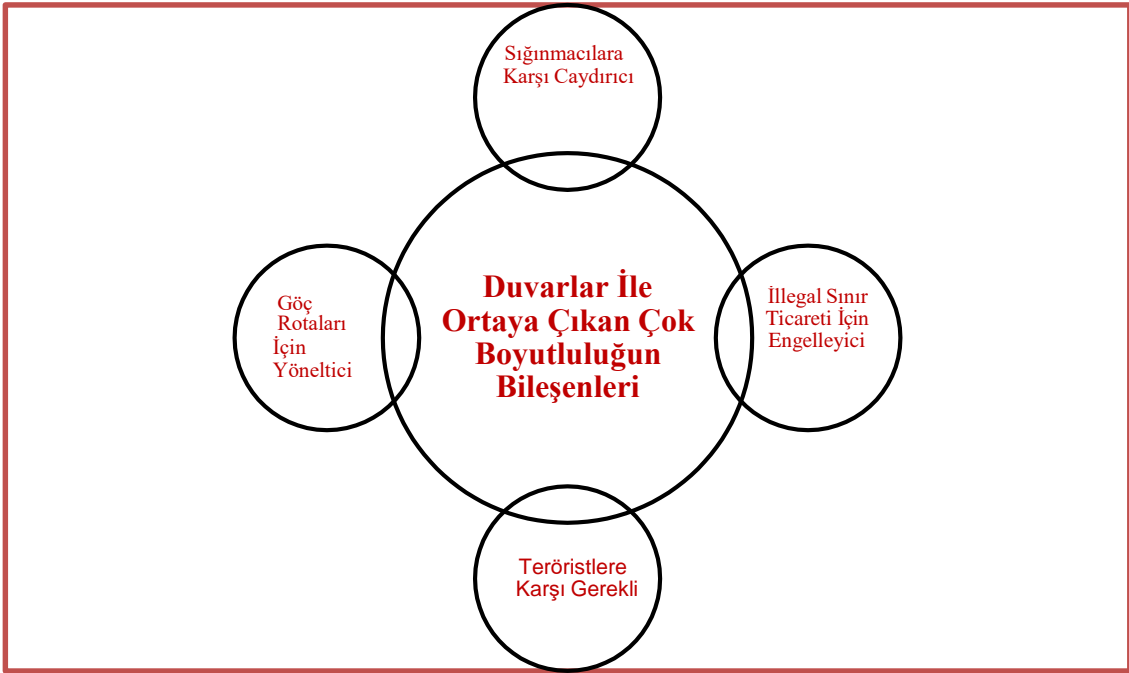 Sığınmacılara
Karşı Caydırıcı
Göç
Rotaları
İçin
Yöneltici
Duvarlar İle
Ortaya Çıkan Çok
Boyutluluğun
Bileşenleri
İllegal Sınır
Ticareti İçin
Engelleyici
Teröristlere
Karşı Gerekli